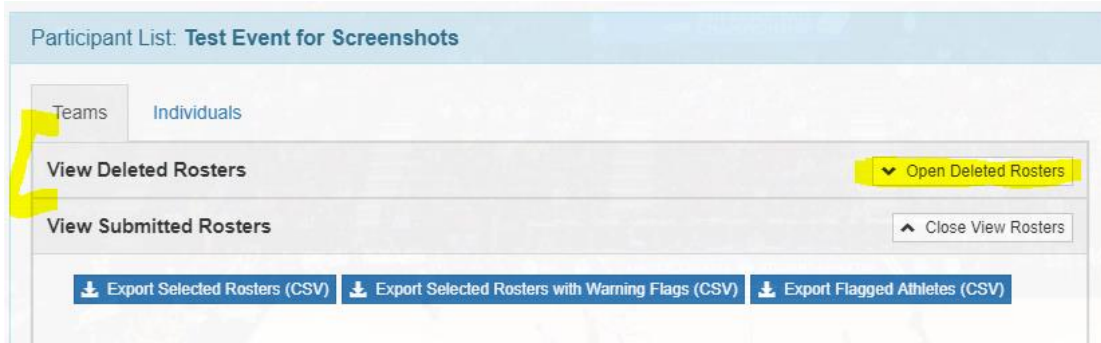 Participant List: Test Event for Screenshots
Teams Individuals
View Deleted Rosters Open Deleted Rosters
View Submitted Rosters Close View Rosters
Export Selected Rosters (CSV) Export Selected Rosters with Warning Flags (CSV) Export Flagged Athletes (CSV)